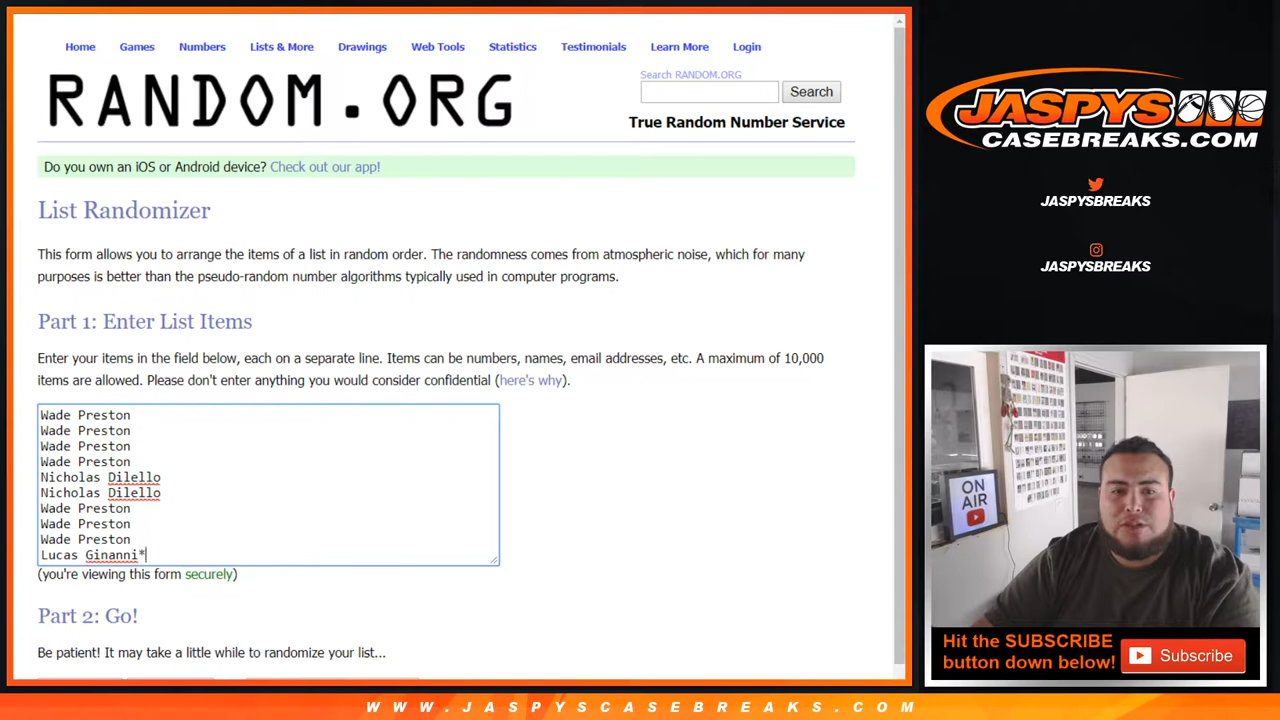 Home Games Numbers Lists & More Drawings Web Tools Statistics Testimonials Learn More Login
RANDOM.ORG
Search RANDOM.ORG
Search
True Random Number Service
Do you own an iOS or Android device? Check out our app!
List Randomizer
This form allows you to arrange the items of a list in random order. The randomness comes from atmospheric noise, which for many
purposes is better than the pseudo-random number algorithms typically used in computer programs.
Part 1: Enter List Items
Enter your items in the field below, each on a separate line. Items can be numbers, names, email addresses, etc. A maximum of 10,000
items are allowed. Please don't enter anything you would consider confidential (here's why).
Wade Preston
Wade Preston
Wade Preston
Wade Preston
Nicholas Dilello
Nicholas Dilello
Wade Preston
Wade Preston
Wade Preston
Lucas Ginanni*
(you're viewing this form securely)
Part 2: Go!
Be patient! It may take a little while to randomize your list...
JASPYS
CASEBREAKS.COM
JASPYSBREAKS
JASPYSBREAKS
ON
AIR
Hit the SUBSCRIBE
button down below!
Subscribe
WWW.JASPYSCASEBREAKS.COM